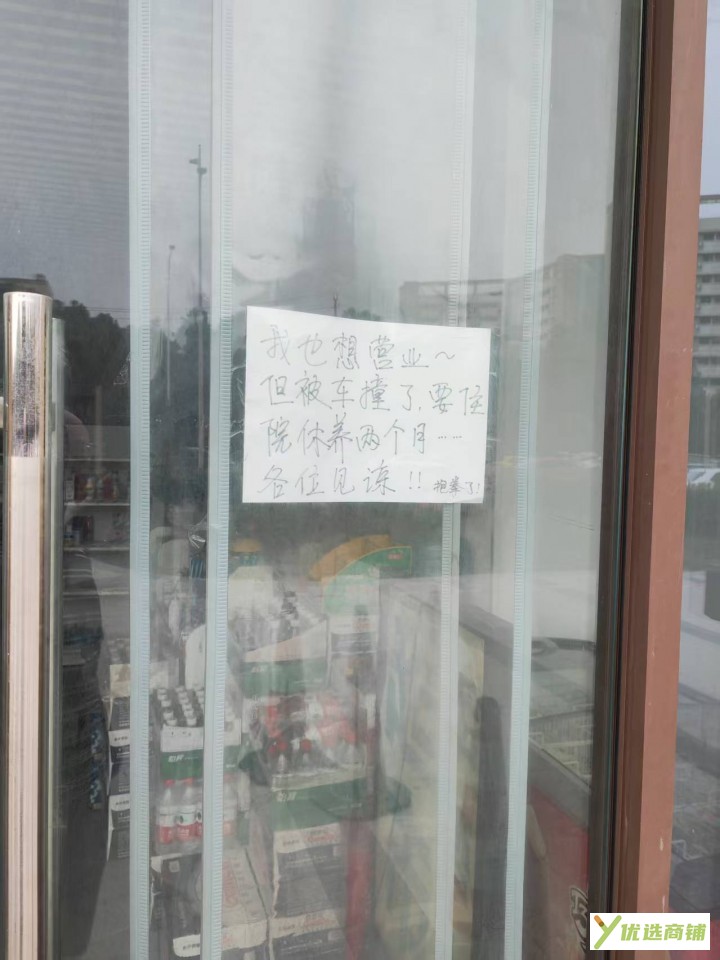 我也想营业~
但被车撞了,要住
院休养两个月……
各位见谅!! 抱歉了!
优选商铺